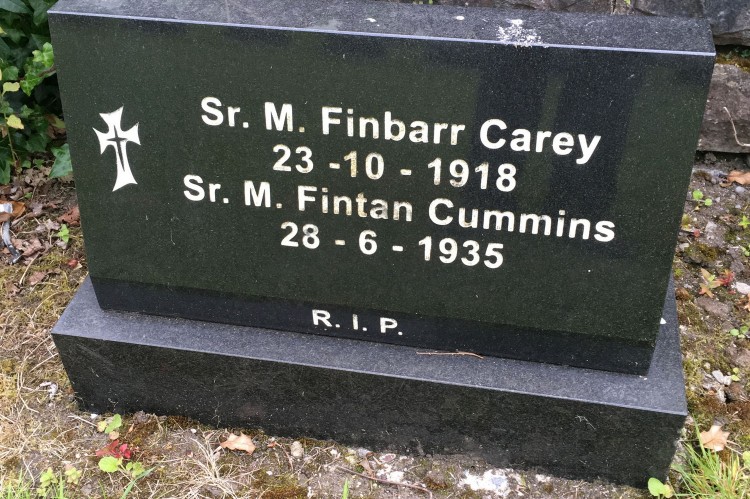 Sr. M. Finbarr Carey
23 -10 - 1918
Sr. M. Fintan Cummins
28 - 6 - 1935
R. I. P.